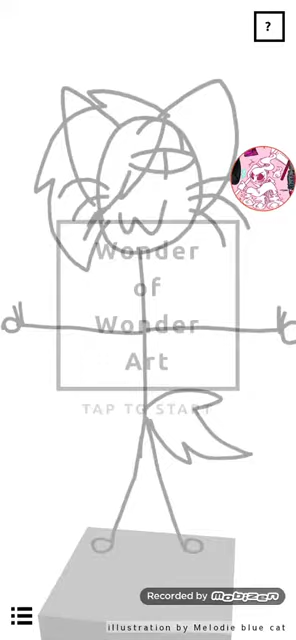 ?
Wonder
of
Wonder
Art
TAP TO START
Recorded by Mobizen
illustration by Melodie blue cat